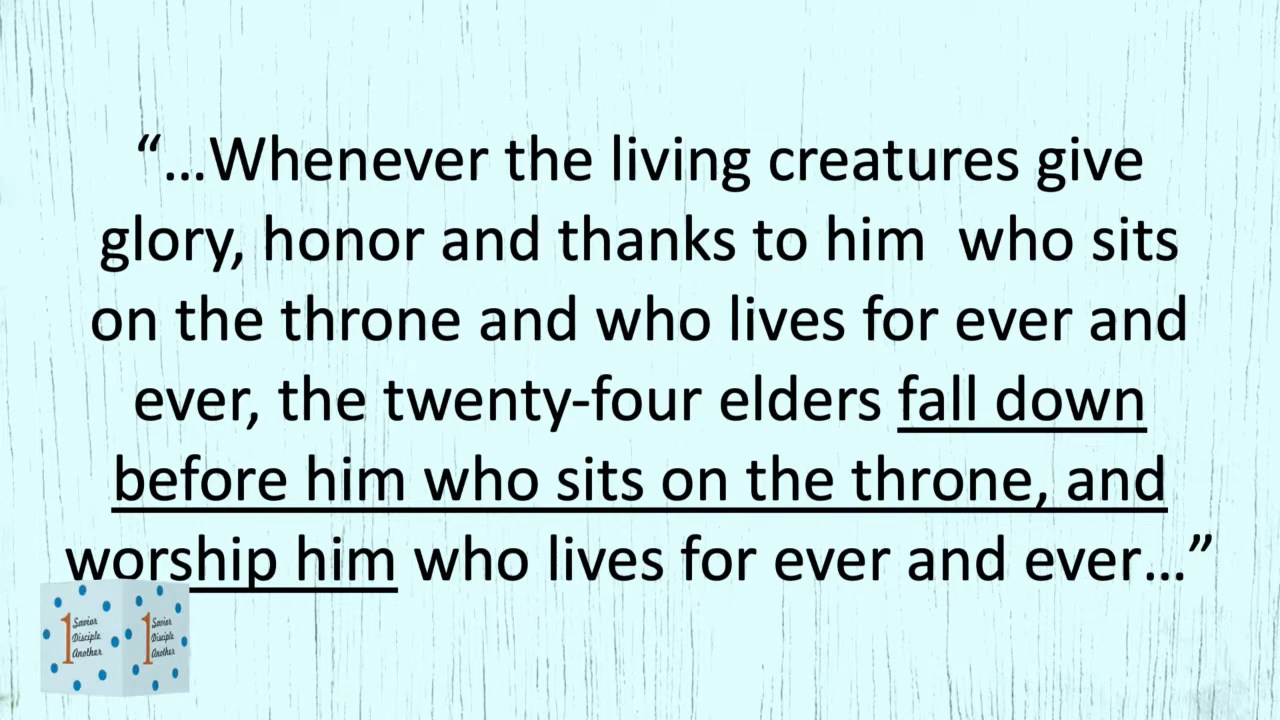 “…Whenever the living creatures give
glory, honor and thanks to him  who sits
on the throne and who lives for ever and
ever, the twenty-four elders fall down
before him who sits on the throne, and
worship him who lives for ever and ever…”
1 Savior
Disciple
Another
1 Savior
Disciple
Another